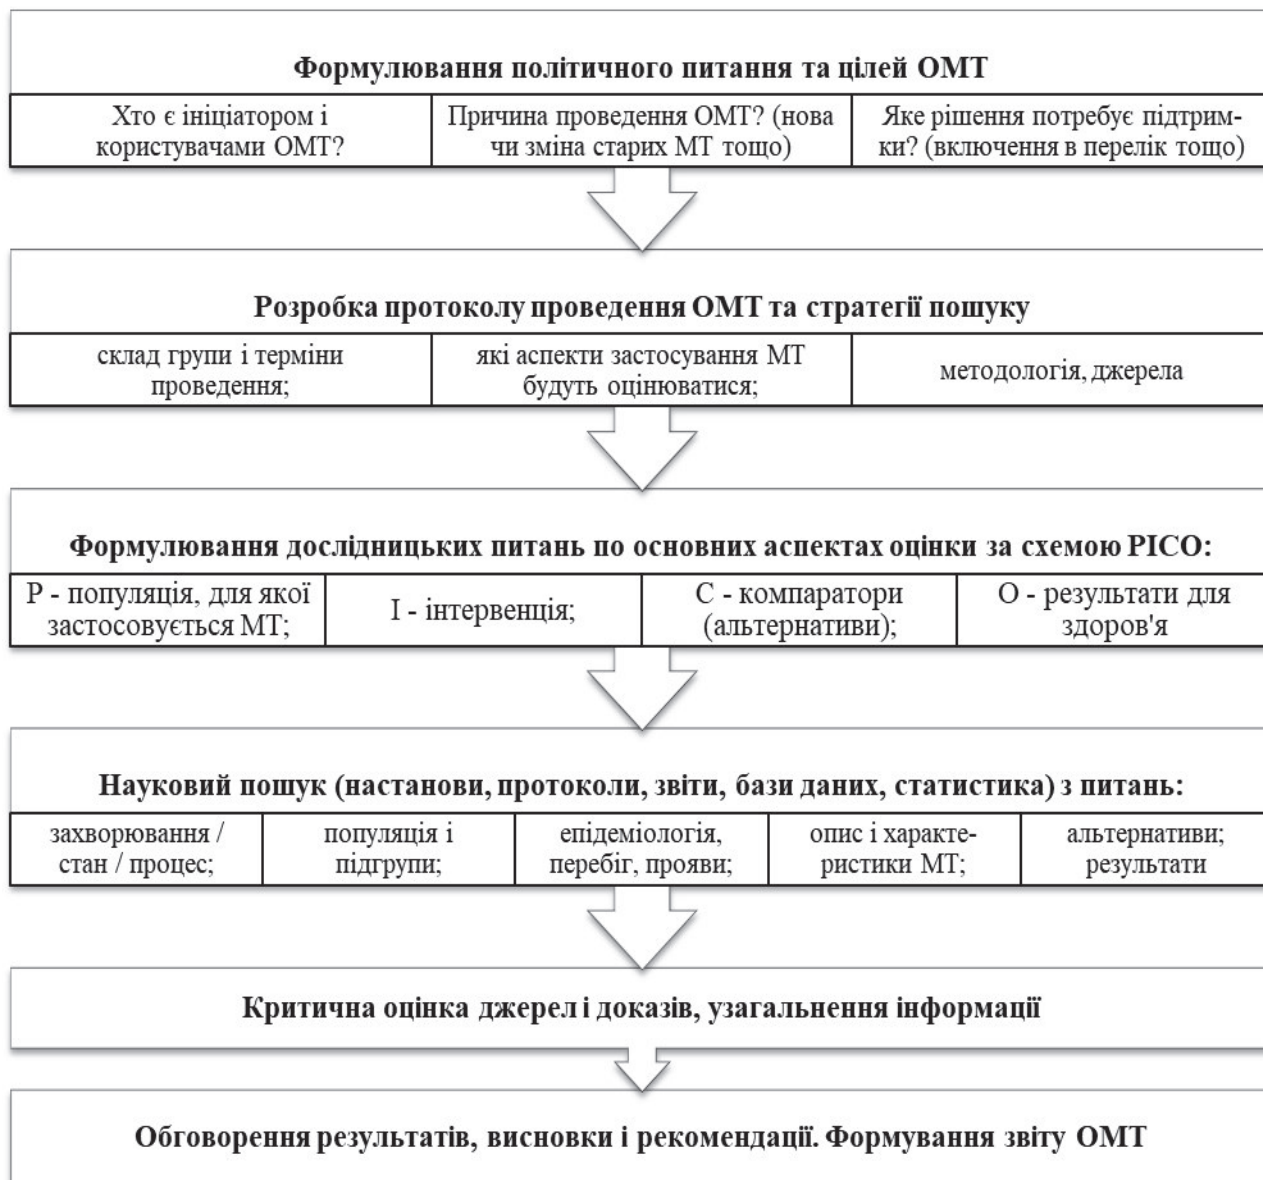 Формулювання політичного питання та цілей ОМТ
Хто є ініціатором і
користувачами ОМТ?
Причина проведення ОМТ? (нова
чи зміна старих МТ тощо)
Яке рішення потребує підтрим-
ки? (включення в перелік тощо)
Розробка протоколу проведення ОМТ та стратегії пошуку
склад групи і терміни
проведення;
які аспекти застосування МТ
будуть оцінюватися;
методологія, джерела
Формулювання дослідницьких питань по основних аспектах оцінки за схемою PICO:
P - популяція, для якої
застосовується МТ;
I - інтервенція;
C - компаратори
(альтернативи);
O - результати для
здоров'я
Науковий пошук (настанови, протоколи, звіти, бази даних, статистика) з питань:
захворювання /
стан / процес;
популяція і
підгрупи;
епідеміологія,
перебіг, прояви;
опис і характе-
ристики МТ;
альтернативи;
результати
Критична оцінка джерел і доказів, узагальнення інформації
Обговорення результатів, висновки і рекомендації. Формування звіту ОМТ